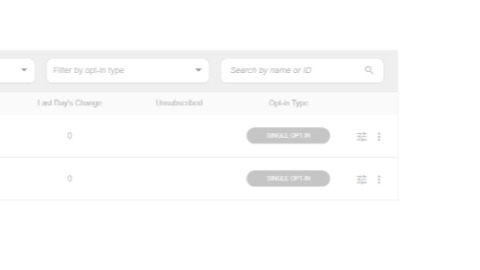 Filter by opt-in type
Search by name or ID
Last Day's Change
Unsubscribed
Opt-in Type
0
SINGLE OPT-IN
0
SINGLE OPT-IN